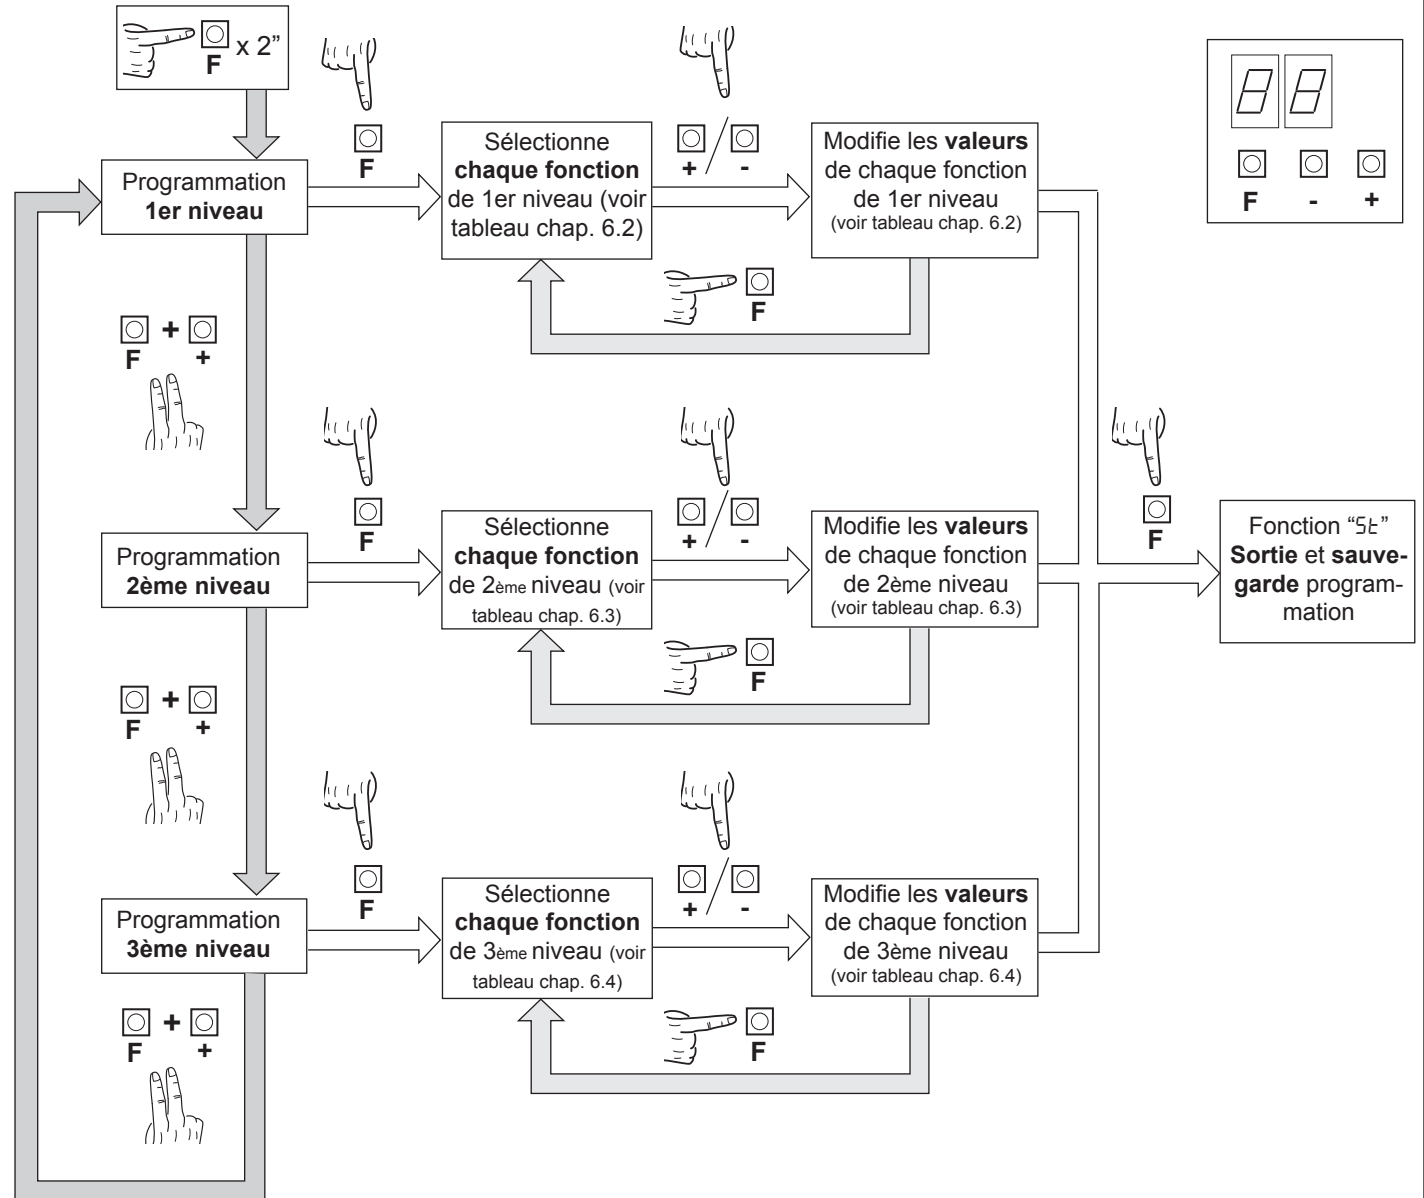 x 2”
F
F
+ -
F - +
Programmation
1er niveau
Sélectionne
chaque fonction
de 1er niveau (voir
tableau chap. 6.2)
Modifie les valeurs
de chaque fonction
de 1er niveau
(voir tableau chap. 6.2)
F
+
F +
F
+ -
F
Programmation
2ème niveau
Sélectionne
chaque fonction
de 2ème niveau (voir
tableau chap. 6.3)
Modifie les valeurs
de chaque fonction
de 2ème niveau
(voir tableau chap. 6.3)
Fonction “St”
Sortie et sauve-
garde program-
mation
F
+
F +
F
+ -
Programmation
3ème niveau
Sélectionne
chaque fonction
de 3ème niveau (voir
tableau chap. 6.4)
Modifie les valeurs
de chaque fonction
de 3ème niveau
(voir tableau chap. 6.4)
F
+
F +